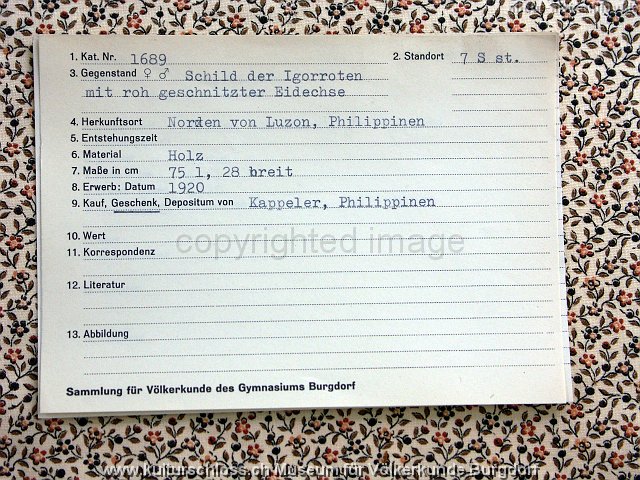 1. Kat. Nr. 1689 2. Standort 7 S st.
3. Gegenstand ♀ ♂ Schild der Igorroten
mit roh geschnitzter Eidechse
4. Herkunftsort Norden von Luzon, Philippinen
5. Entstehungszeit
6. Material Holz
7. Maße in cm 75 l, 28 breit
8. Erwerb: Datum 1920
9. Kauf, Geschenk, Depositum von Kappeler, Philippinen
10. Wert
copyrighted image
11. Korrespondenz
12. Literatur
13. Abbildung
Sammlung für Völkerkunde des Gymnasiums Burgdorf
www.kulturschloss.ch Museum für Völkerkunde Burgdorf